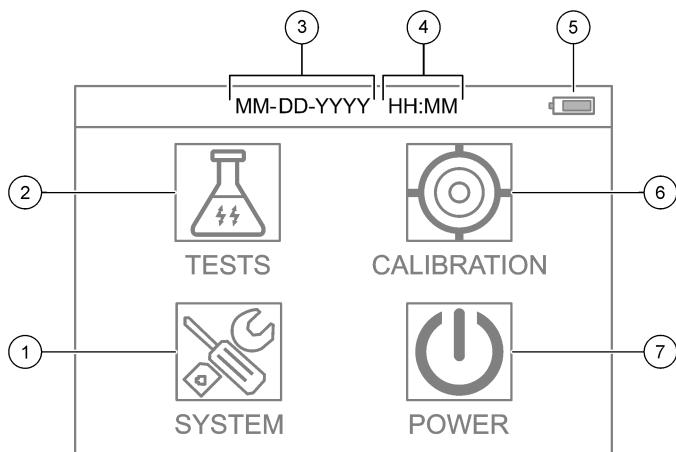 3 4 5
MM-DD-YYYY HH:MM
2 6
TESTS CALIBRATION
1 7
SYSTEM POWER